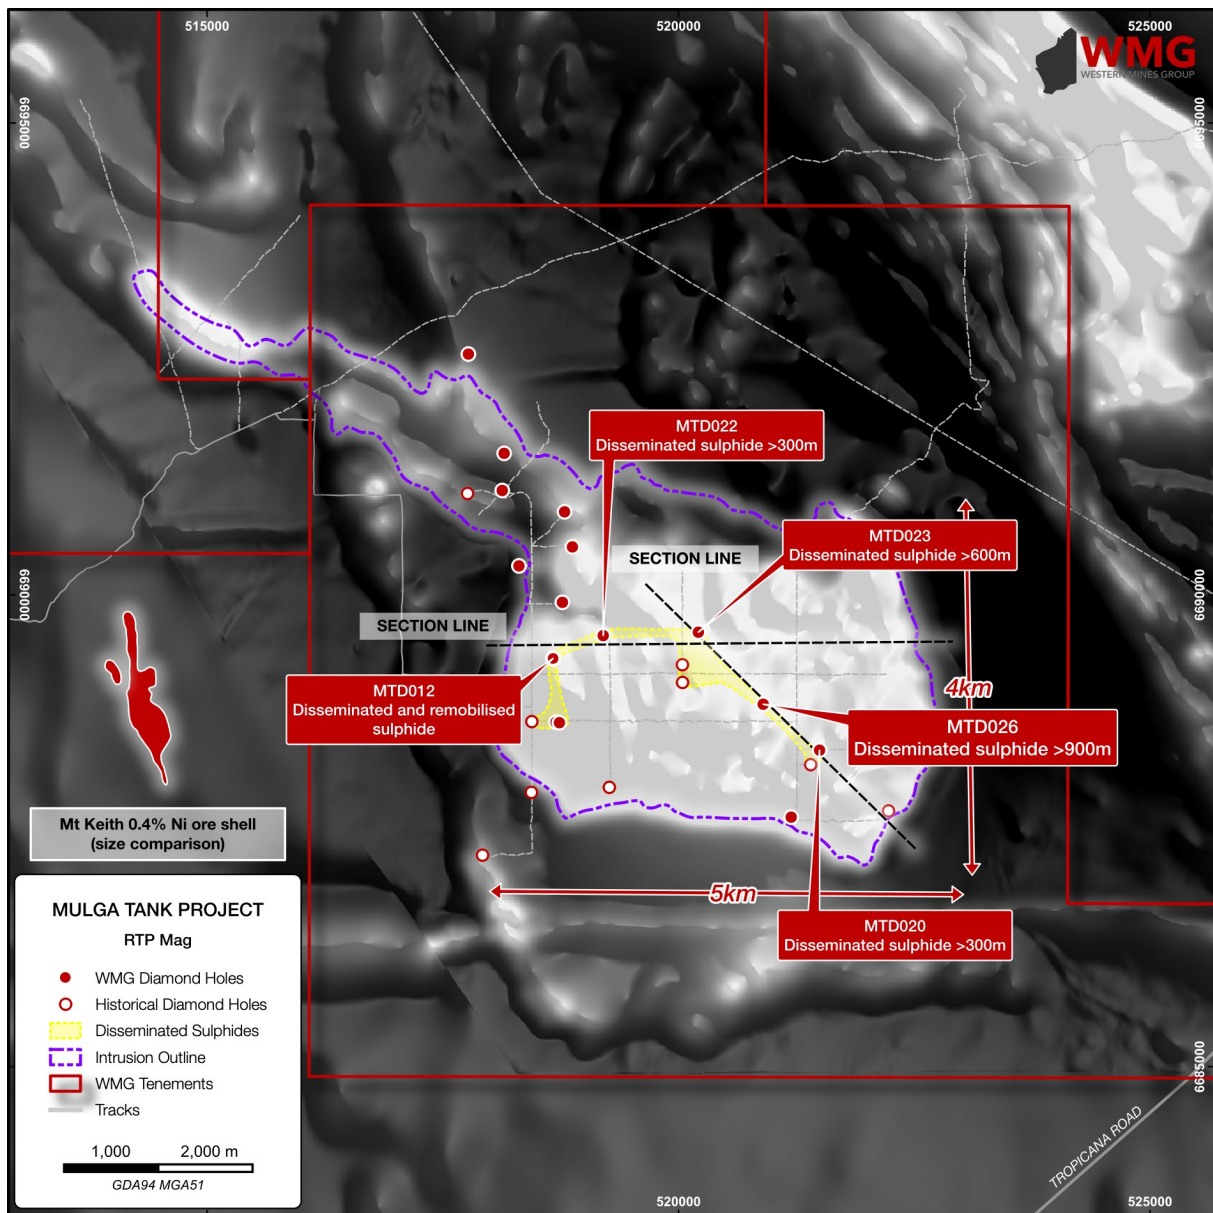 515000
520000
525000
WMG
WESTERN MINES GROUP
6695000
6695000
MTD022
Disseminated sulphide >300m
MTD023
Disseminated sulphide >600m
SECTION LINE
6690000
6690000
SECTION LINE
MTD012
Disseminated and remobilised
sulphide
4km
MTD026
Disseminated sulphide >900m
Mt Keith 0.4% Ni ore shell
(size comparison)
5km
MTD020
Disseminated sulphide >300m
MULGA TANK PROJECT
RTP Mag
WMG Diamond Holes
Historical Diamond Holes
Disseminated Sulphides
Intrusion Outline
WMG Tenements
Tracks
1,000 2,000 m
GDA94 MGA51
6685000
TROPICANA ROAD
520000
525000